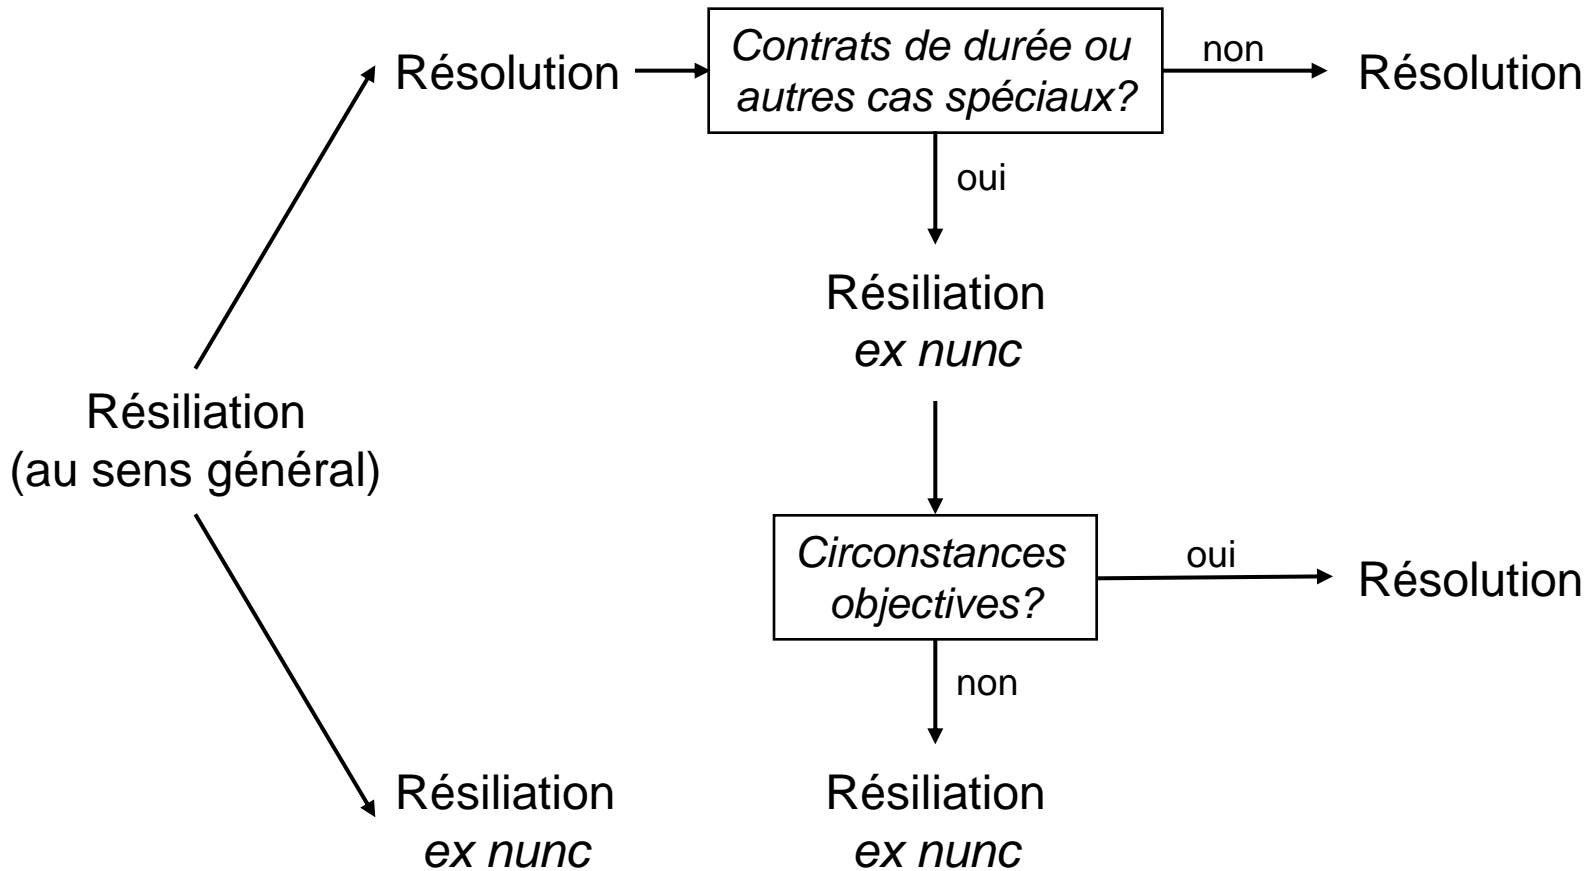 Résolution
Contrats de durée ou
autres cas spéciaux?
non
Résolution
oui
Résiliation
ex nunc
Résiliation
(au sens général)
Circonstances
objectives?
oui
Résolution
non
Résiliation
ex nunc
Résiliation
ex nunc